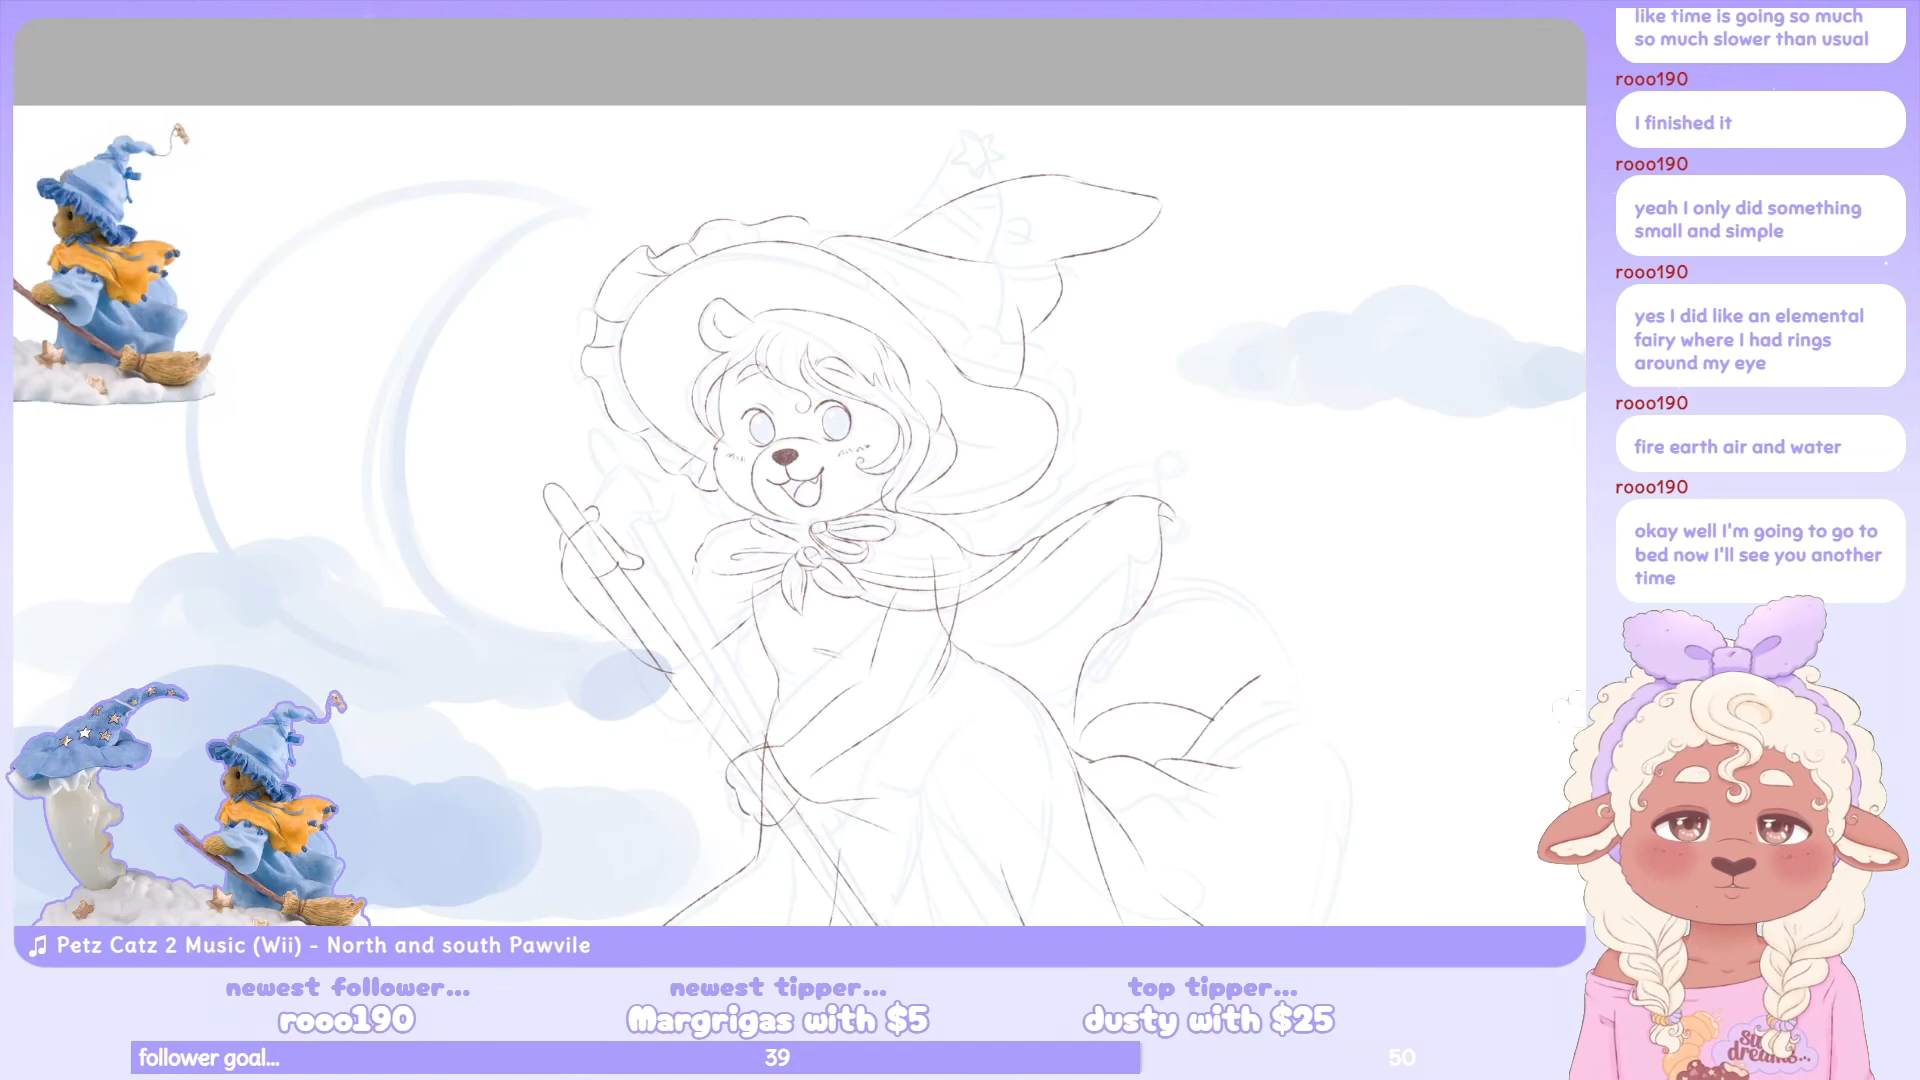 like time is going so much
so much slower than usual
rooo190
I finished it
rooo190
yeah I only did something
small and simple
rooo190
yes I did like an elemental
fairy where I had rings
around my eye
rooo190
fire earth air and water
rooo190
okay well I'm going to go to
bed now I'll see you another
time
♫ Petz Catz 2 Music (Wii) - North and south Pawvile
newest follower...
rooo190
newest tipper...
Margrigas with $5
top tipper...
dusty with $25
follower goal...
39
50